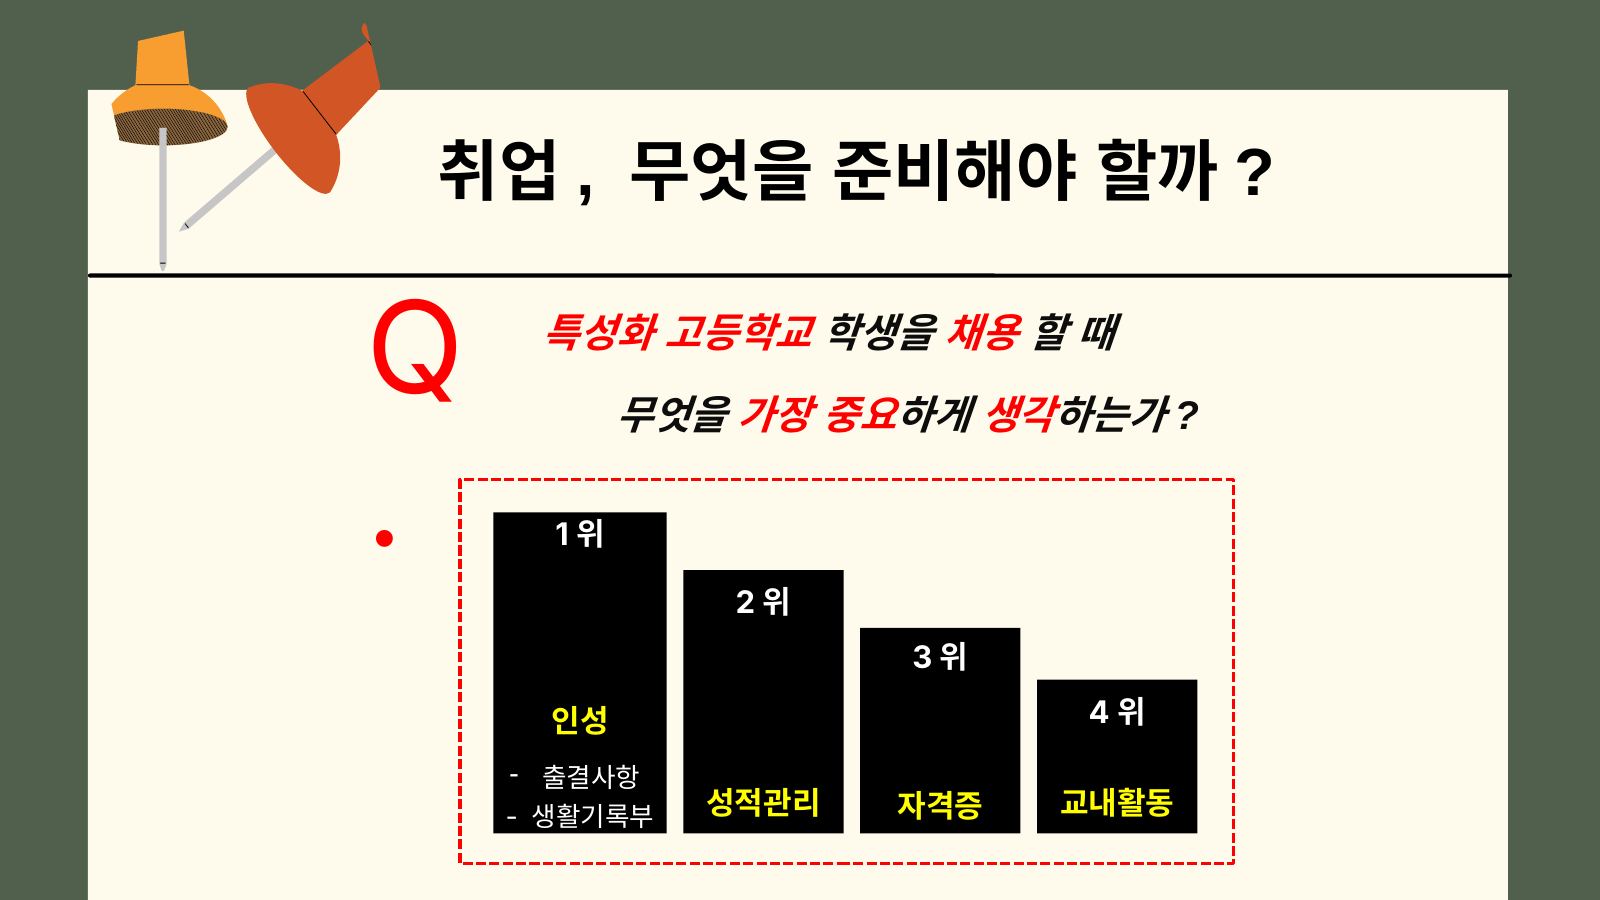 취업 , 무엇을 준비해야 할까 ?
Q
특성화 고등학교 학생을 채용 할 때
무엇을 가장 중요하게 생각하는가 ?
1 위
인성
- 출결사항
- 생활기록부
2 위
성적관리
3 위
자격증
4 위
교내활동